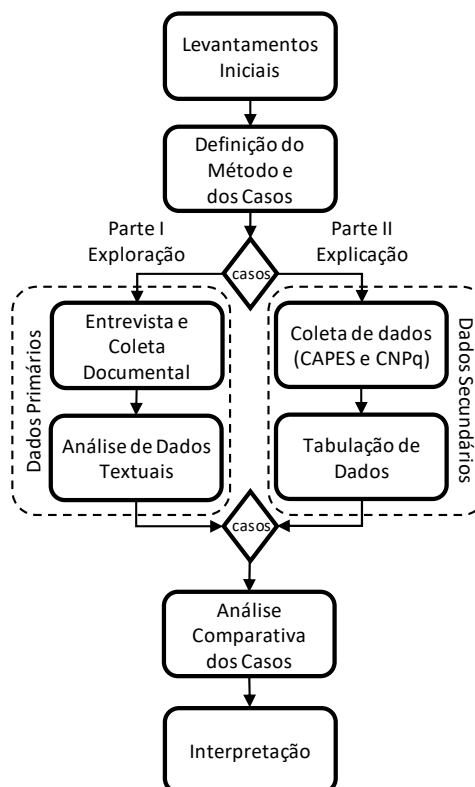 Levantamentos
Iniciais
Definição do
Método e
dos Casos
Parte I
Exploração
Parte II
Explicação
casos
Dados Primários
Entrevista e
Coleta
Documental
Análise de Dados
Textuais
Coleta de dados
(CAPES e CNPq)
Tabulação de
Dados
Dados Secundários
casos
Análise
Comparativa
dos Casos
Interpretação